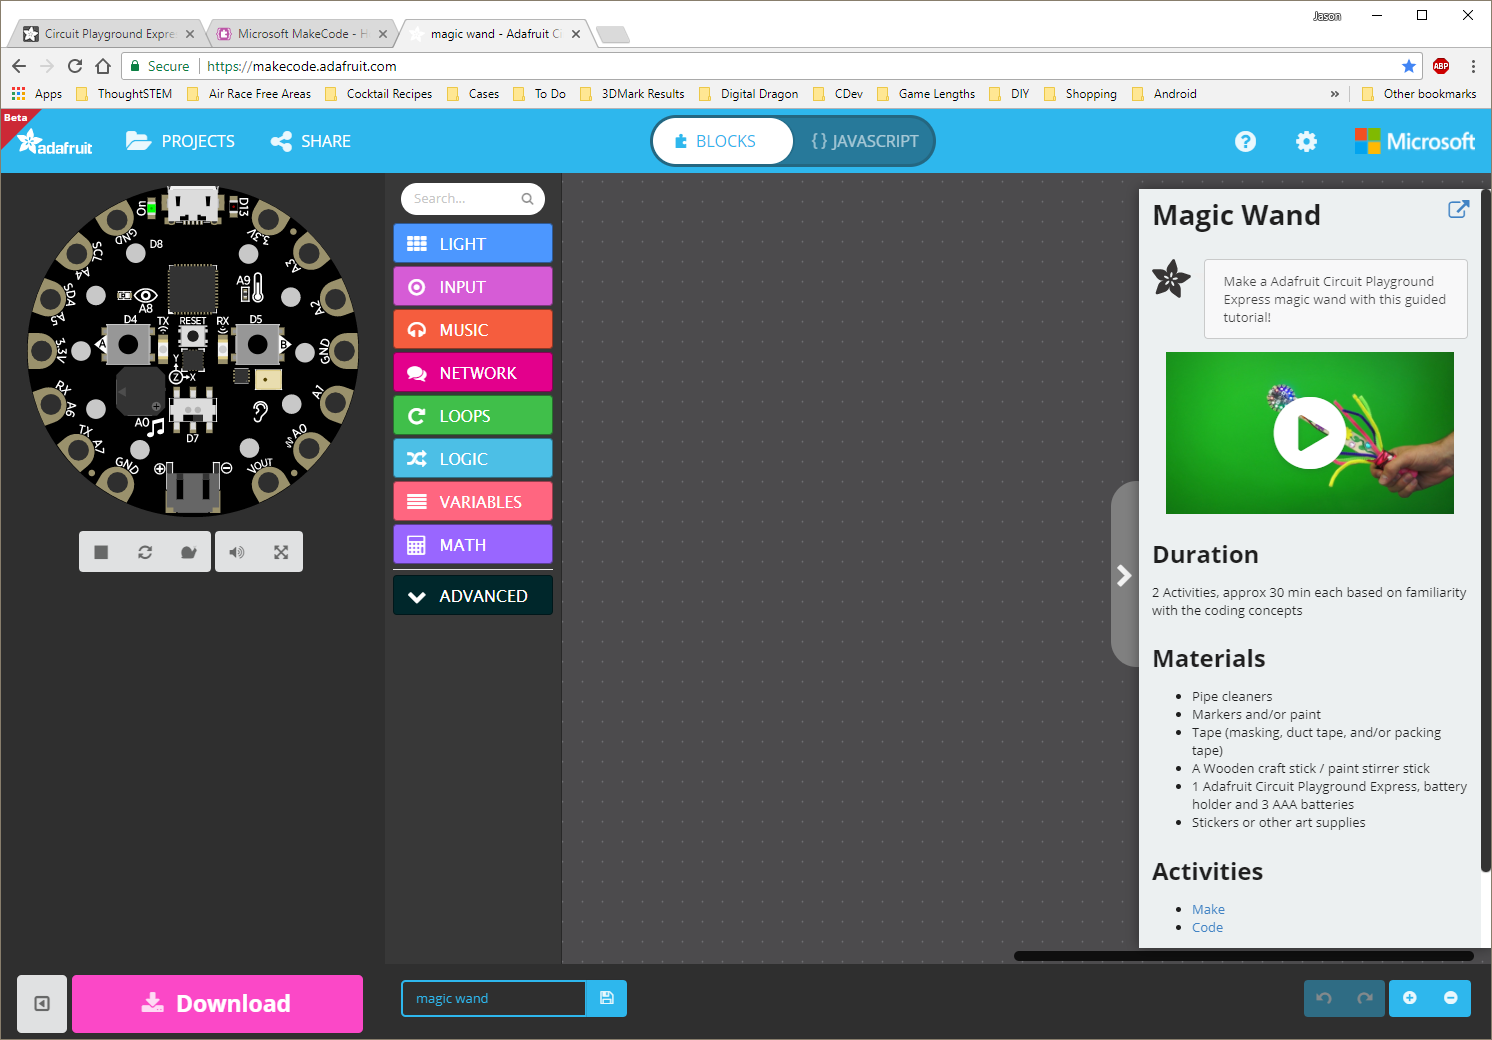 Jason
Circuit Playground Expre
Microsoft MakeCode - H
magic wand - Adafruit Ci
Secure
https://makecode.adafruit.com
ABP
Apps
ThoughtSTEM
Air Race Free Areas
Cocktail Recipes
Cases
To Do
3DMark Results
Digital Dragon
CDev
Game Lengths
DIY
Shopping
Android
»
Other bookmarks
Beta
adafruit
PROJECTS
SHARE
BLOCKS
{ } JAVASCRIPT
?
Microsoft
On
D13
GND
D8
3.3V
SCL
A4
A3
SDA
A5
A8
A9
A2
D4
TX
RESET
RX
D5
3.3V
A
B
GND
Y
Z
X
RX
A6
A1
A0
D7
TX
A7
A0
GND
VOUT
Search...
LIGHT
INPUT
MUSIC
NETWORK
LOOPS
LOGIC
VARIABLES
MATH
ADVANCED
Magic Wand
Make a Adafruit Circuit Playground
Express magic wand with this guided
tutorial!
Duration
2 Activities, approx 30 min each based on familiarity
with the coding concepts
Materials
• Pipe cleaners
• Markers and/or paint
• Tape (masking, duct tape, and/or packing
tape)
• A Wooden craft stick / paint stirrer stick
• 1 Adafruit Circuit Playground Express, battery
holder and 3 AAA batteries
• Stickers or other art supplies
Activities
• Make
• Code
Download
magic wand